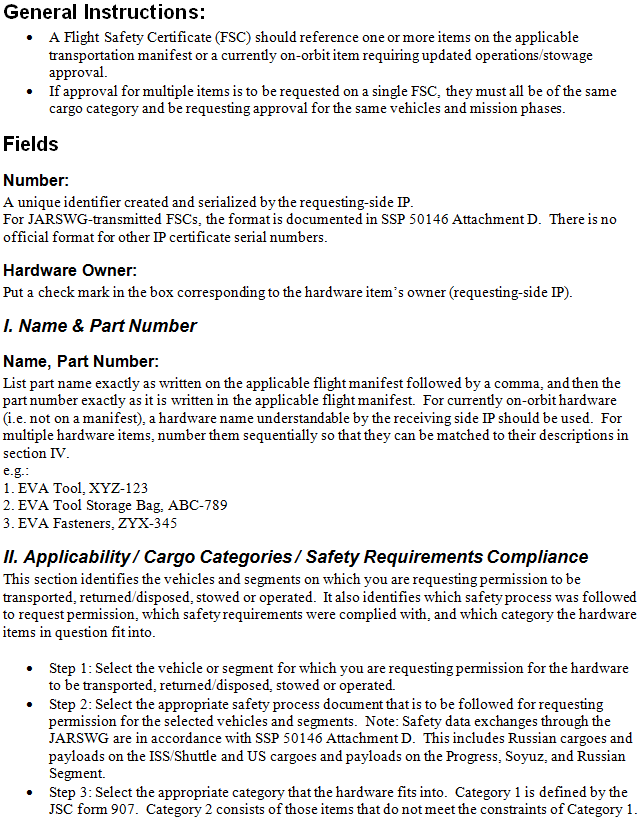 General Instructions:
• A Flight Safety Certificate (FSC) should reference one or more items on the applicable
transportation manifest or a currently on-orbit item requiring updated operations/stowage
approval.
• If approval for multiple items is to be requested on a single FSC, they must all be of the same
cargo category and be requesting approval for the same vehicles and mission phases.
Fields
Number:
A unique identifier created and serialized by the requesting-side IP.
For JARSWG-transmitted FSCs, the format is documented in SSP 50146 Attachment D. There is no
official format for other IP certificate serial numbers.
Hardware Owner:
Put a check mark in the box corresponding to the hardware item's owner (requesting-side IP).
I. Name & Part Number
Name, Part Number:
List part name exactly as written on the applicable flight manifest followed by a comma, and then the
part number exactly as it is written in the applicable flight manifest. For currently on-orbit hardware
(i.e. not on a manifest), a hardware name understandable by the receiving side IP should be used. For
multiple hardware items, number them sequentially so that they can be matched to their descriptions in
section IV.
e.g.:
1. EVA Tool, XYZ-123
2. EVA Tool Storage Bag, ABC-789
3. EVA Fasteners, ZYX-345
II. Applicability / Cargo Categories / Safety Requirements Compliance
This section identifies the vehicles and segments on which you are requesting permission to be
transported, returned/disposed, stowed or operated. It also identifies which safety process was followed
to request permission, which safety requirements were complied with, and which category the hardware
items in question fit into.
• Step 1: Select the vehicle or segment for which you are requesting permission for the hardware
to be transported, returned/disposed, stowed or operated.
• Step 2: Select the appropriate safety process document that is to be followed for requesting
permission for the selected vehicles and segments. Note: Safety data exchanges through the
JARSWG are in accordance with SSP 50146 Attachment D. This includes Russian cargoes and
payloads on the ISS/Shuttle and US cargoes and payloads on the Progress, Soyuz, and Russian
Segment.
• Step 3: Select the appropriate category that the hardware fits into. Category 1 is defined by the
JSC form 907. Category 2 consists of those items that do not meet the constraints of Category 1.